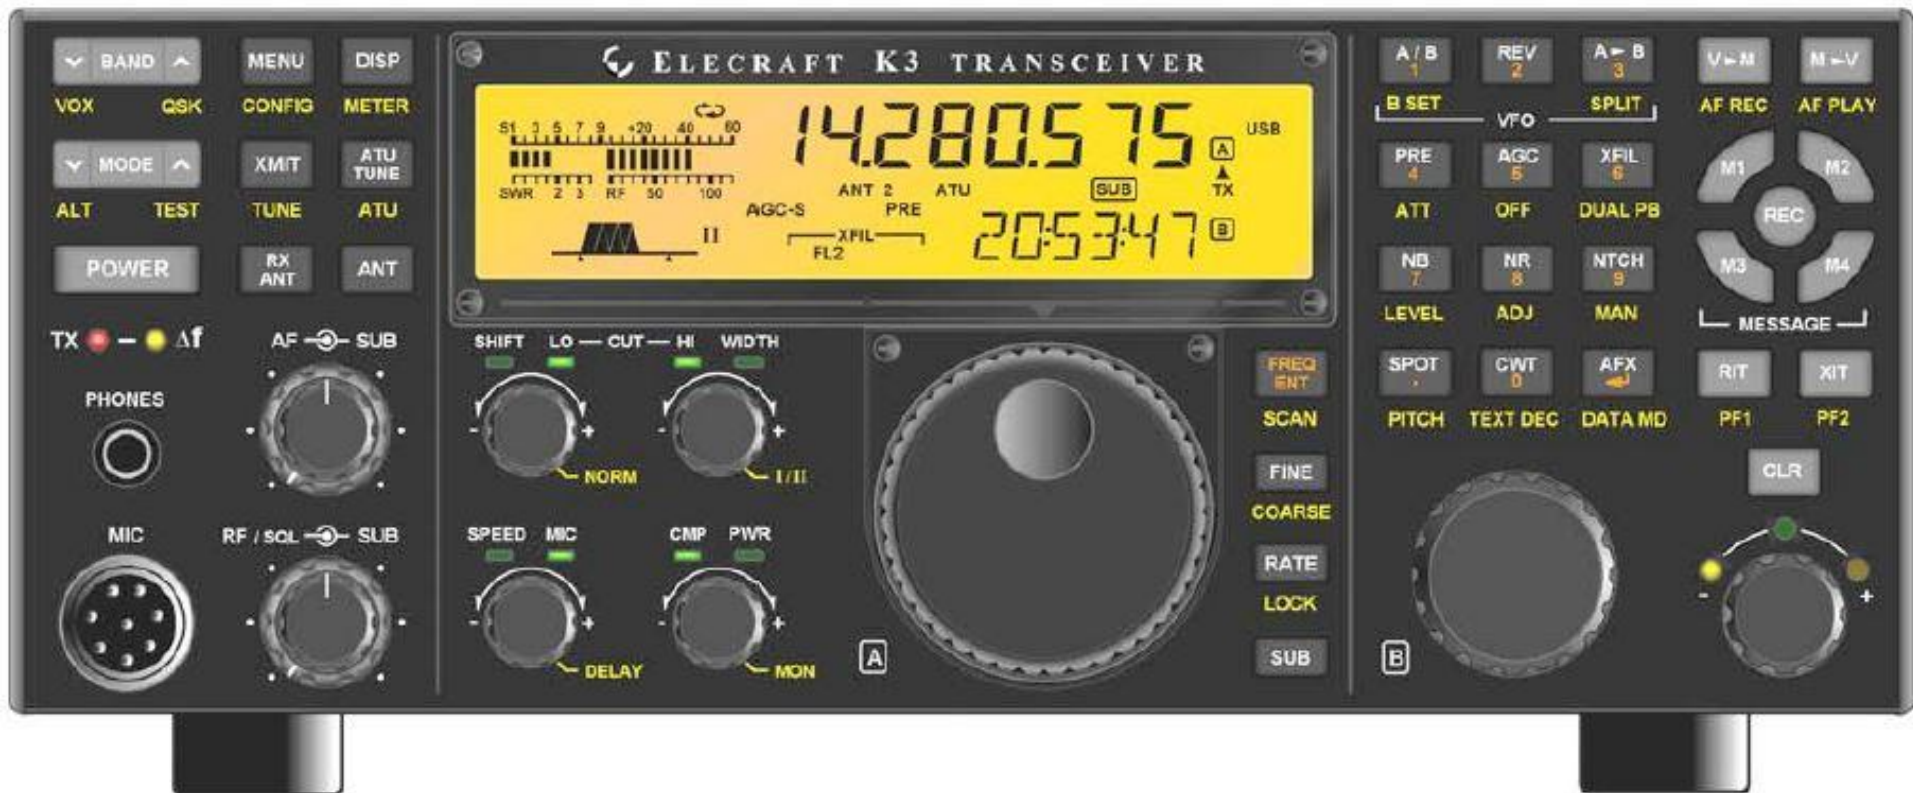 ELECRAFT K3 TRANSCEIVER
BAND MENU DISP
VOX QSK CONFIG METER
MODE XMIT ATU TUNE
ALT TEST TUNE ATU
POWER RX ANT ANT
TX Δf
AF SUB
PHONES
MIC
RF / SQL SUB
S1 3 5 7 9 +20 40 60
SWR 2 3 RF 50 100
14.280.575 USB
A
TX
ANT 2 ATU SUB
AGC-S PRE
II XFIL
FL2
20:53:47 B
SHIFT LO CUT HI WIDTH
- + - +
NORM I/II
SPEED MIC CMP PWR
- + - +
DELAY MON
A
FREQ ENT
SCAN
FINE
COARSE
RATE
LOCK
SUB
A / B 1 REV 2 A►B 3
B SET SPLIT
VFO
PRE 4 AGC 5 XFIL 6
ATT OFF DUAL PB
NB 7 NR 8 NTCH 9
LEVEL ADJ MAN
SPOT . CWT 0 AFX
PITCH TEXT DEC DATA MD
B
V►M M►V
AF REC AF PLAY
M1 M2
REC
M3 M4
MESSAGE
RIT XIT
PF1 PF2
CLR
- +